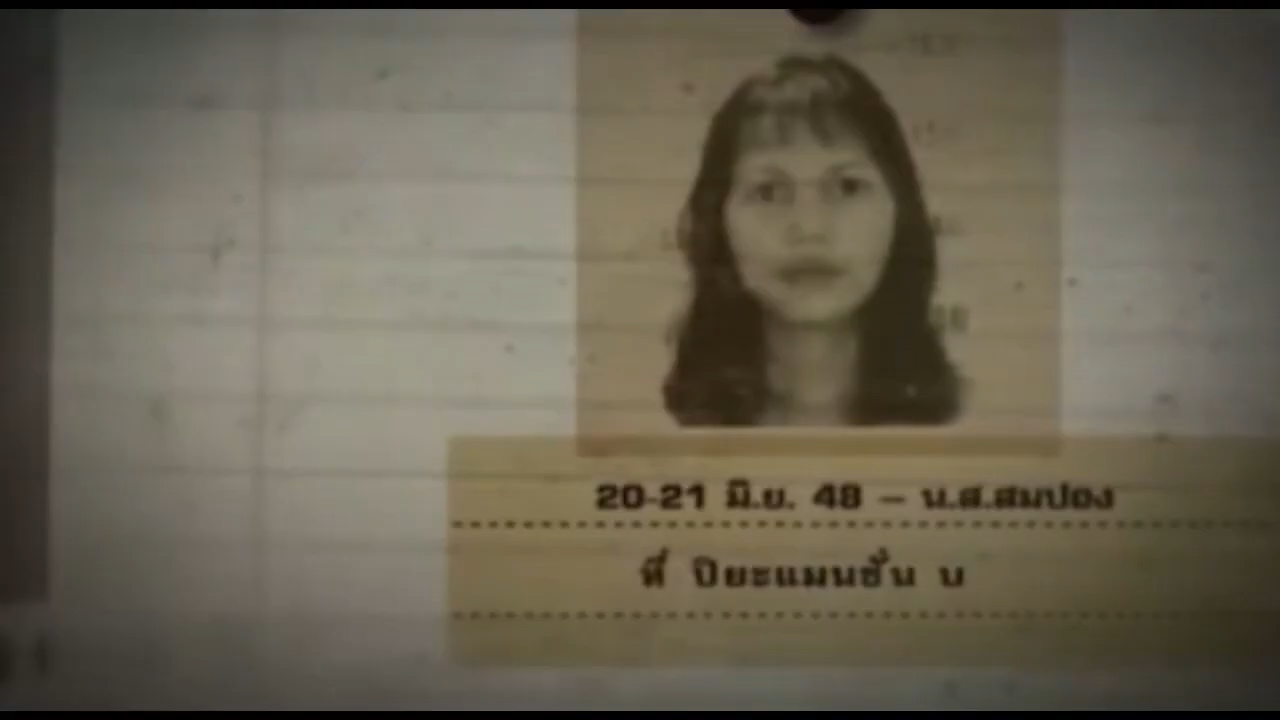 20-21 มิ.ย. 48 – น.ส.สมปอง
ที่ ปิยะแมนชั่น บ